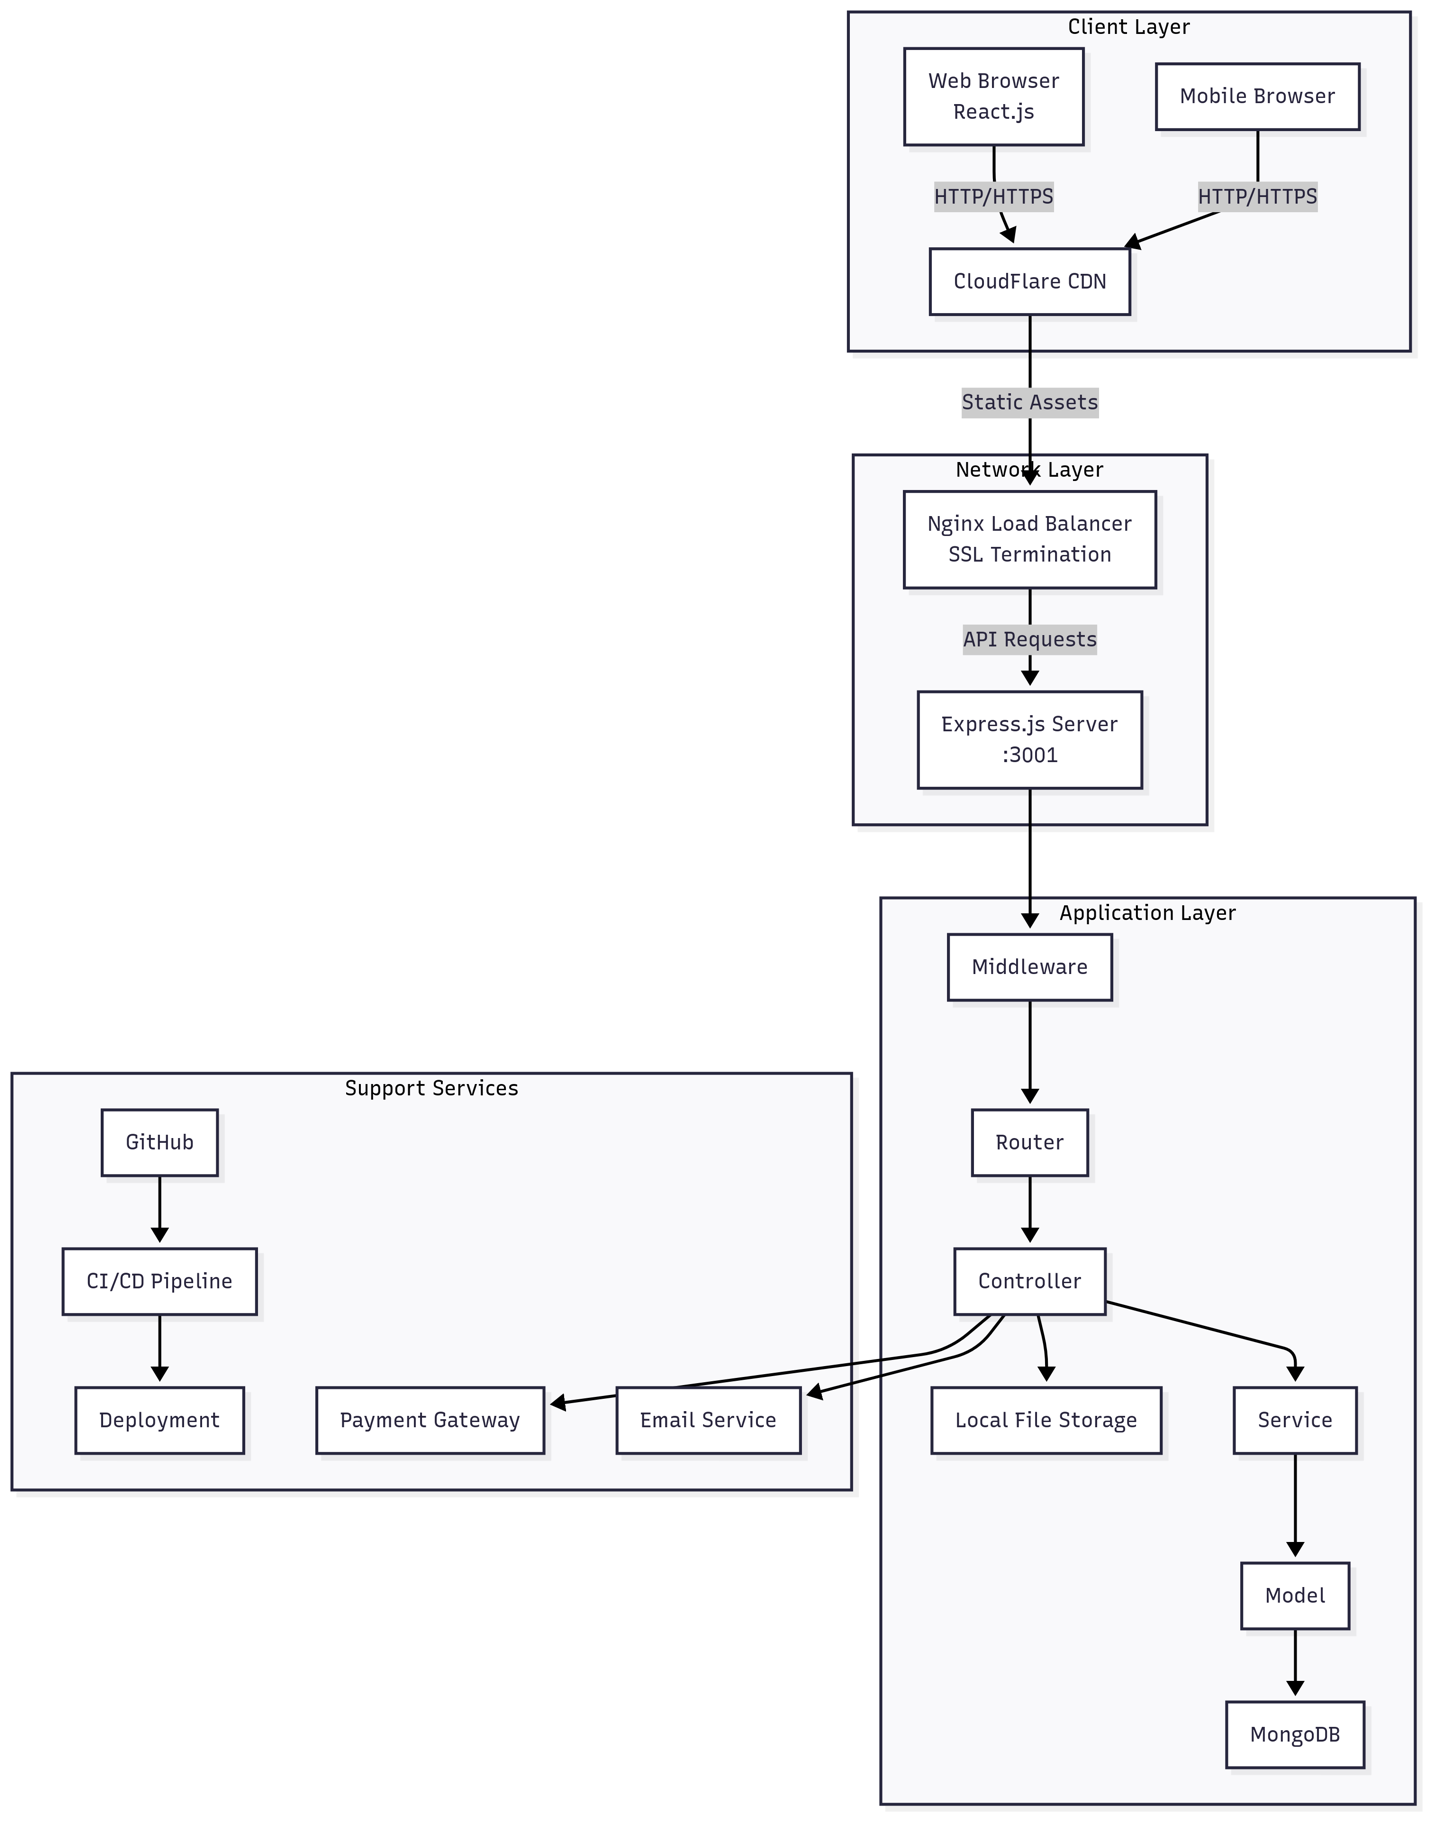 Client Layer
Web Browser
React.js
Mobile Browser
HTTP/HTTPS
HTTP/HTTPS
CloudFlare CDN
Static Assets
Network Layer
Nginx Load Balancer
SSL Termination
API Requests
Express.js Server
:3001
Application Layer
Middleware
Router
Controller
Local File Storage
Service
Model
MongoDB
Support Services
GitHub
CI/CD Pipeline
Deployment
Payment Gateway
Email Service